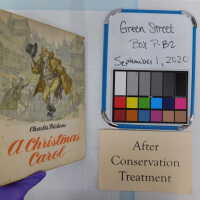 Charles Dickens
A Christmas
Carol
Green Street
Box P-B2
September 1, 2020
After
Conservation
Treatment